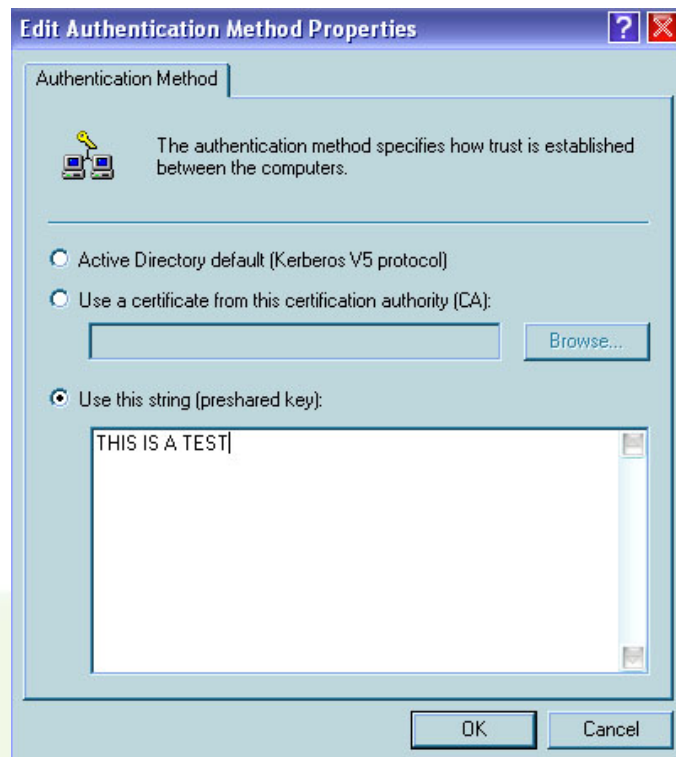 Edit Authentication Method Properties
?
X
Authentication Method
The authentication method specifies how trust is established
between the computers.
Active Directory default (Kerberos V5 protocol)
Use a certificate from this certification authority (CA):
Browse...
Use this string (preshared key):
THIS IS A TEST
OK
Cancel